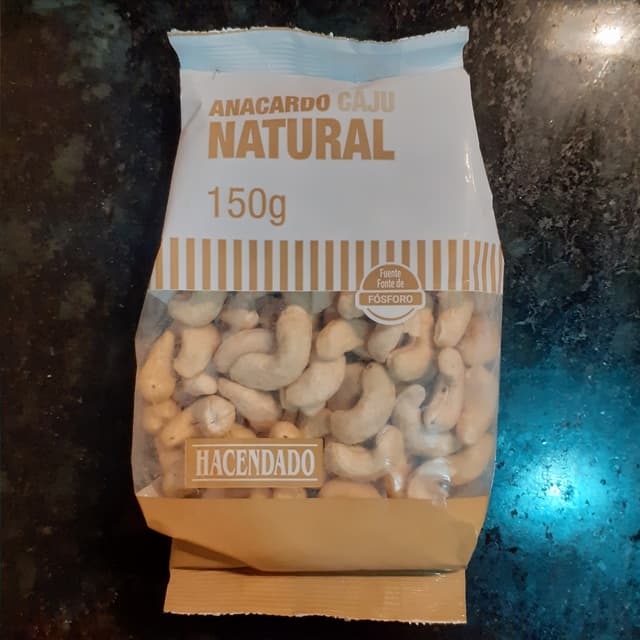 ANACARDO CAJU
NATURAL
150g
Fuente
Fonte de
FÓSFORO
HACENDADO